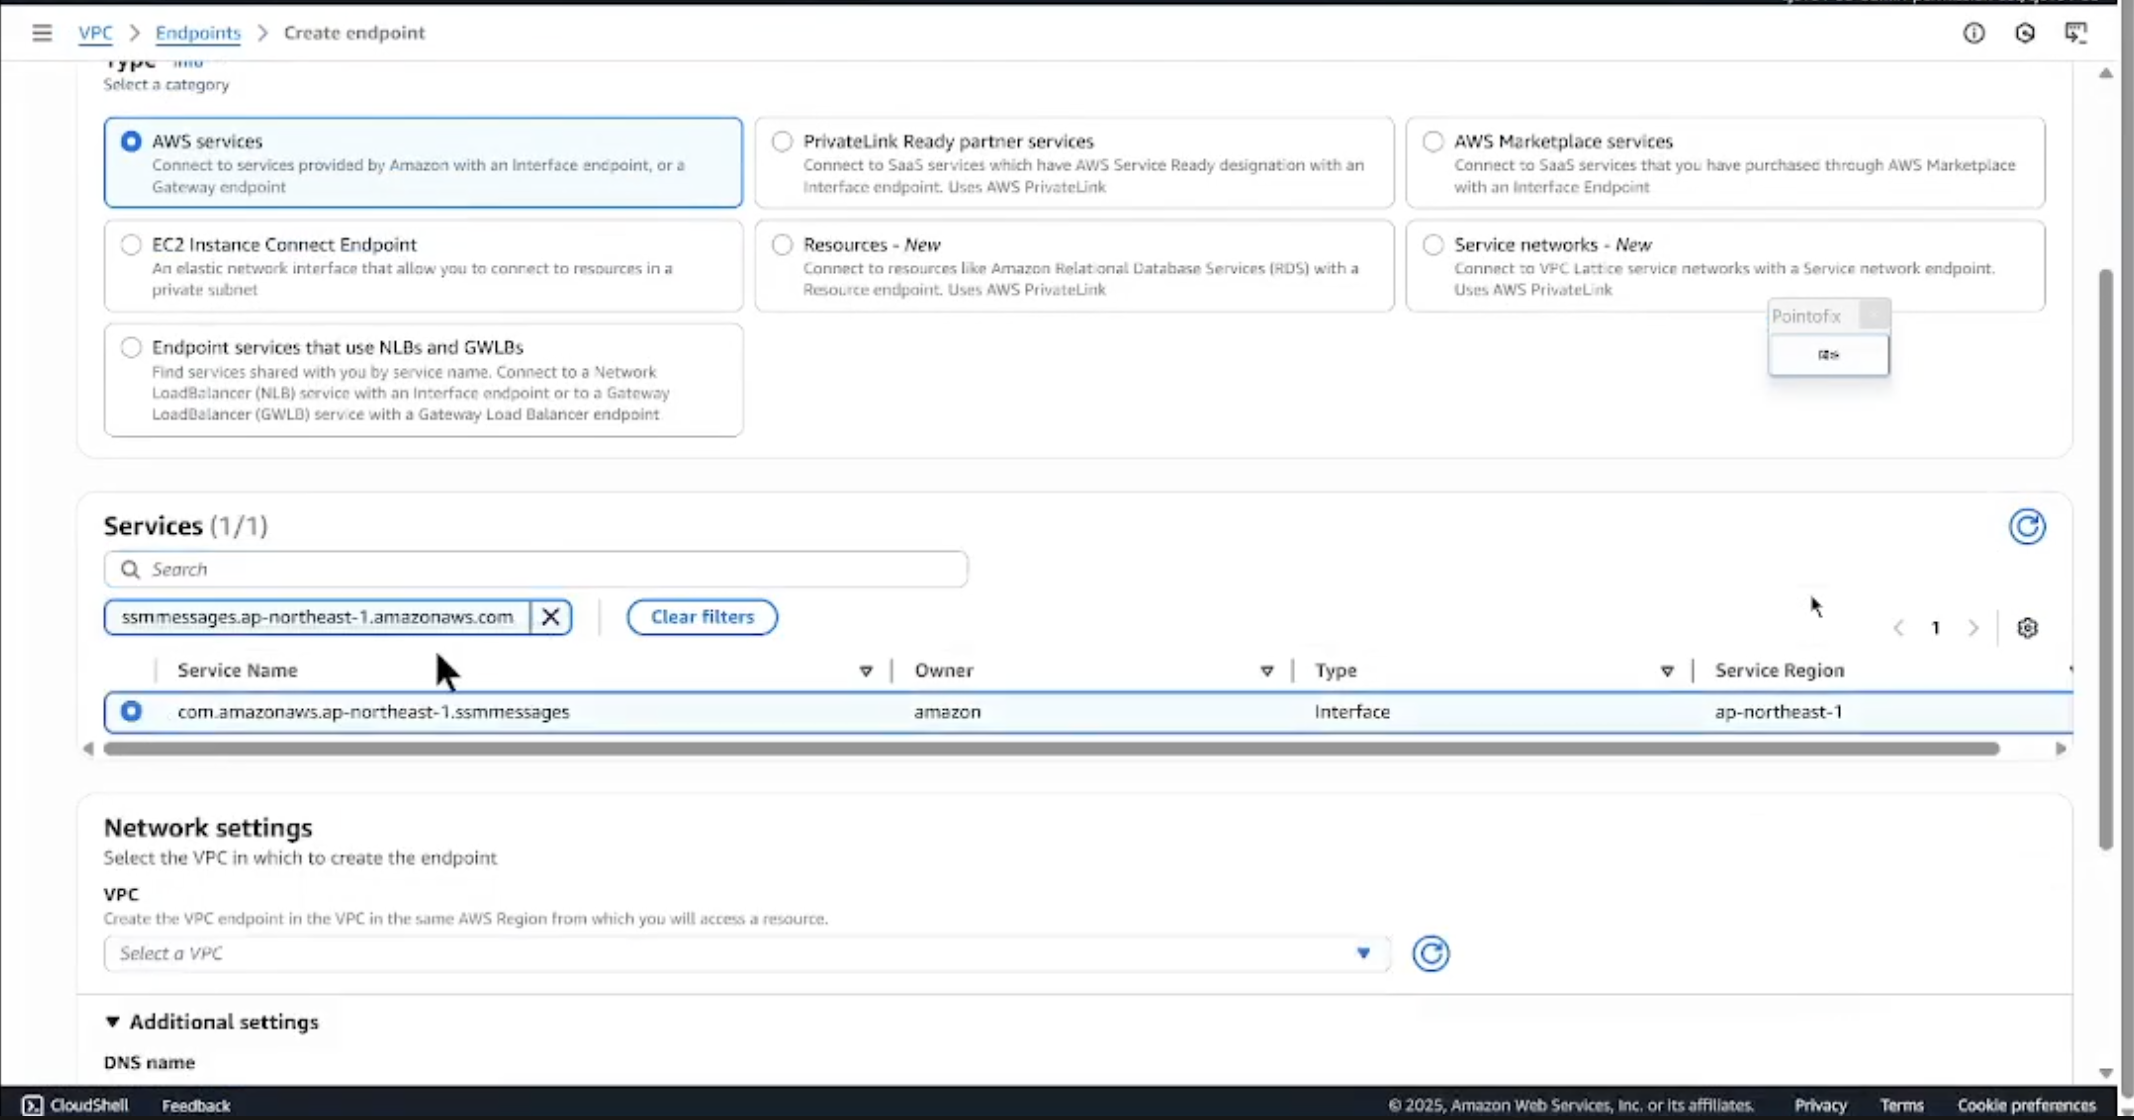 VPC > Endpoints > Create endpoint
Type Info
Select a category
AWS services
Connect to services provided by Amazon with an Interface endpoint, or a
Gateway endpoint
PrivateLink Ready partner services
Connect to SaaS services which have AWS Service Ready designation with an
Interface endpoint. Uses AWS PrivateLink
AWS Marketplace services
Connect to SaaS services that you have purchased through AWS Marketplace
with an Interface Endpoint
EC2 Instance Connect Endpoint
An elastic network interface that allow you to connect to resources in a
private subnet
Resources - New
Connect to resources like Amazon Relational Database Services (RDS) with a
Resource endpoint. Uses AWS PrivateLink
Service networks - New
Connect to VPC Lattice service networks with a Service network endpoint.
Uses AWS PrivateLink
Pointofix
Endpoint services that use NLBs and GWLBs
Find services shared with you by service name. Connect to a Network
LoadBalancer (NLB) service with an Interface endpoint or to a Gateway
LoadBalancer (GWLB) service with a Gateway Load Balancer endpoint
Services (1/1)
Search
ssmmessages.ap-northeast-1.amazonaws.com
Clear filters
1
Service Name
Owner
Type
Service Region
com.amazonaws.ap-northeast-1.ssmmessages
amazon
Interface
ap-northeast-1
Network settings
Select the VPC in which to create the endpoint
VPC
Create the VPC endpoint in the VPC in the same AWS Region from which you will access a resource.
Select a VPC
Additional settings
DNS name
CloudShell
Feedback
© 2025, Amazon Web Services, Inc. or its affiliates.
Privacy
Terms
Cookie preferences